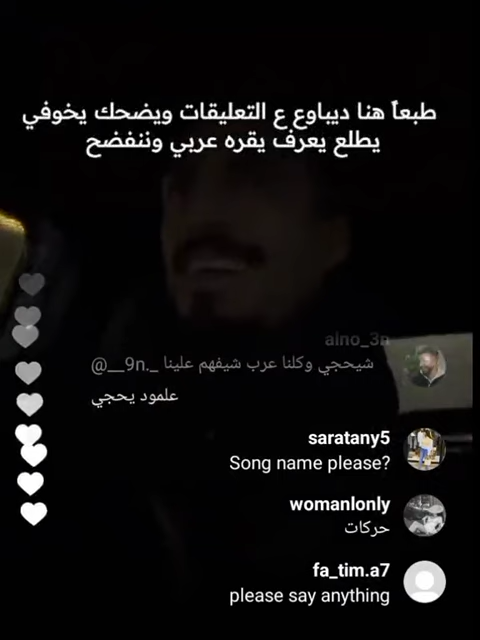 طبعاً هنا ديباوع ع التعليقات ويضحك يخوفي
يطلع يعرف يقره عربي وننفضح
alno_3n
@__9n._ شيحجي وكلنا عرب شيفهم علينا
علمود يحجي
saratany5
Song name please?
womanlonly
حركات
fa_tim.a7
please say anything